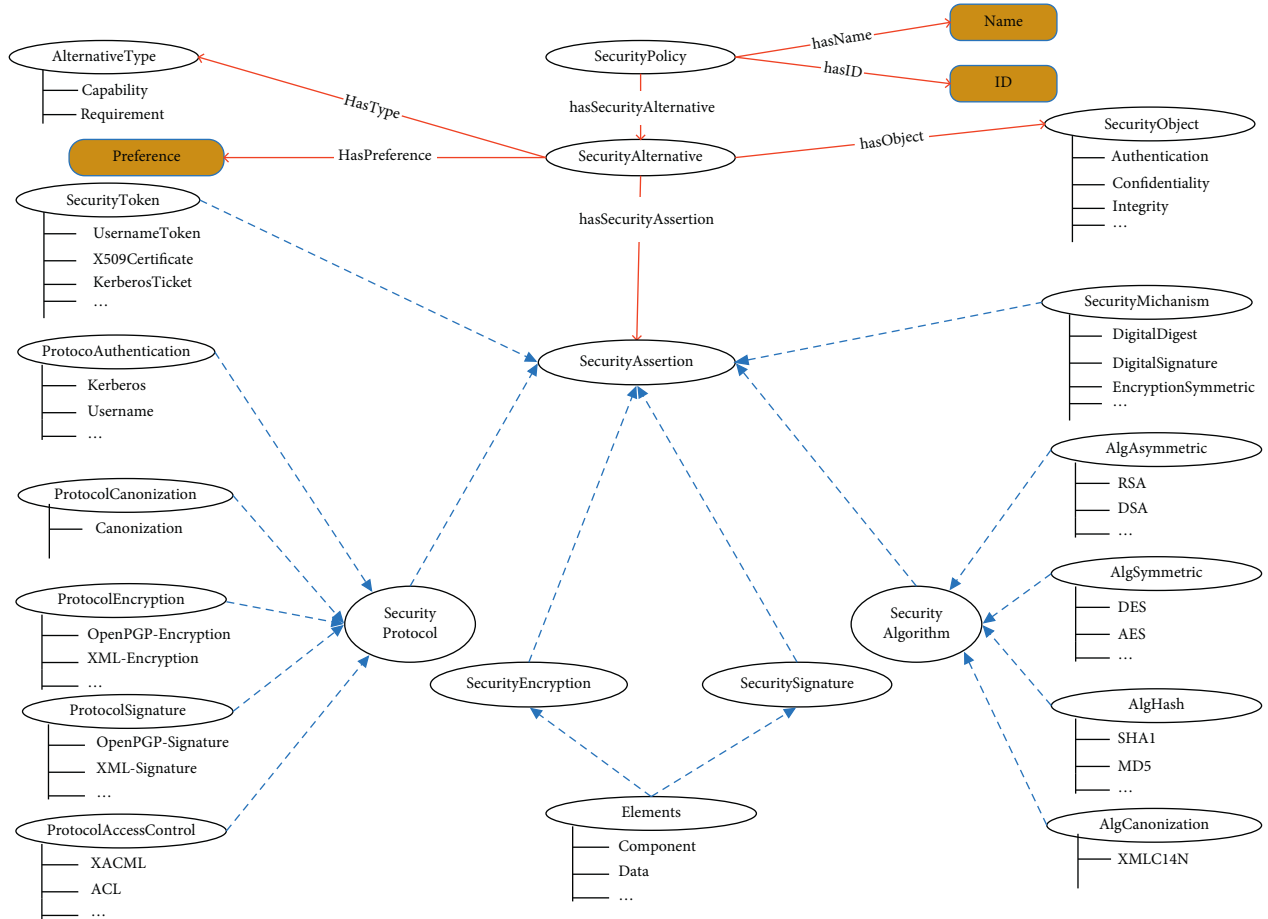 Name
hasName
AlternativeType
SecurityPolicy
hasID
ID
Capability
Requirement
HasType
hasSecurityAlternative
SecurityObject
hasObject
Preference
HasPreference
SecurityAlternative
Authentication
Confidentiality
Integrity
…
SecurityToken
hasSecurityAssertion
UsernameToken
X509Certificate
KerberosTicket
…
SecurityMichanism
DigitalDigest
DigitalSignature
EncryptionSymmetric
…
ProtocoAuthentication
SecurityAssertion
Kerberos
Username
…
AlgAsymmetric
RSA
DSA
…
ProtocolCanonization
Canonization
AlgSymmetric
DES
AES
…
ProtocolEncryption
OpenPGP-Encryption
XML-Encryption
…
Security
Protocol
Security
Algorithm
SecurityEncryption
SecuritySignature
ProtocolSignature
OpenPGP-Signature
XML-Signature
…
AlgHash
SHA1
MD5
…
ProtocolAccessControl
XACML
ACL
…
Elements
Component
Data
…
AlgCanonization
XMLC14N